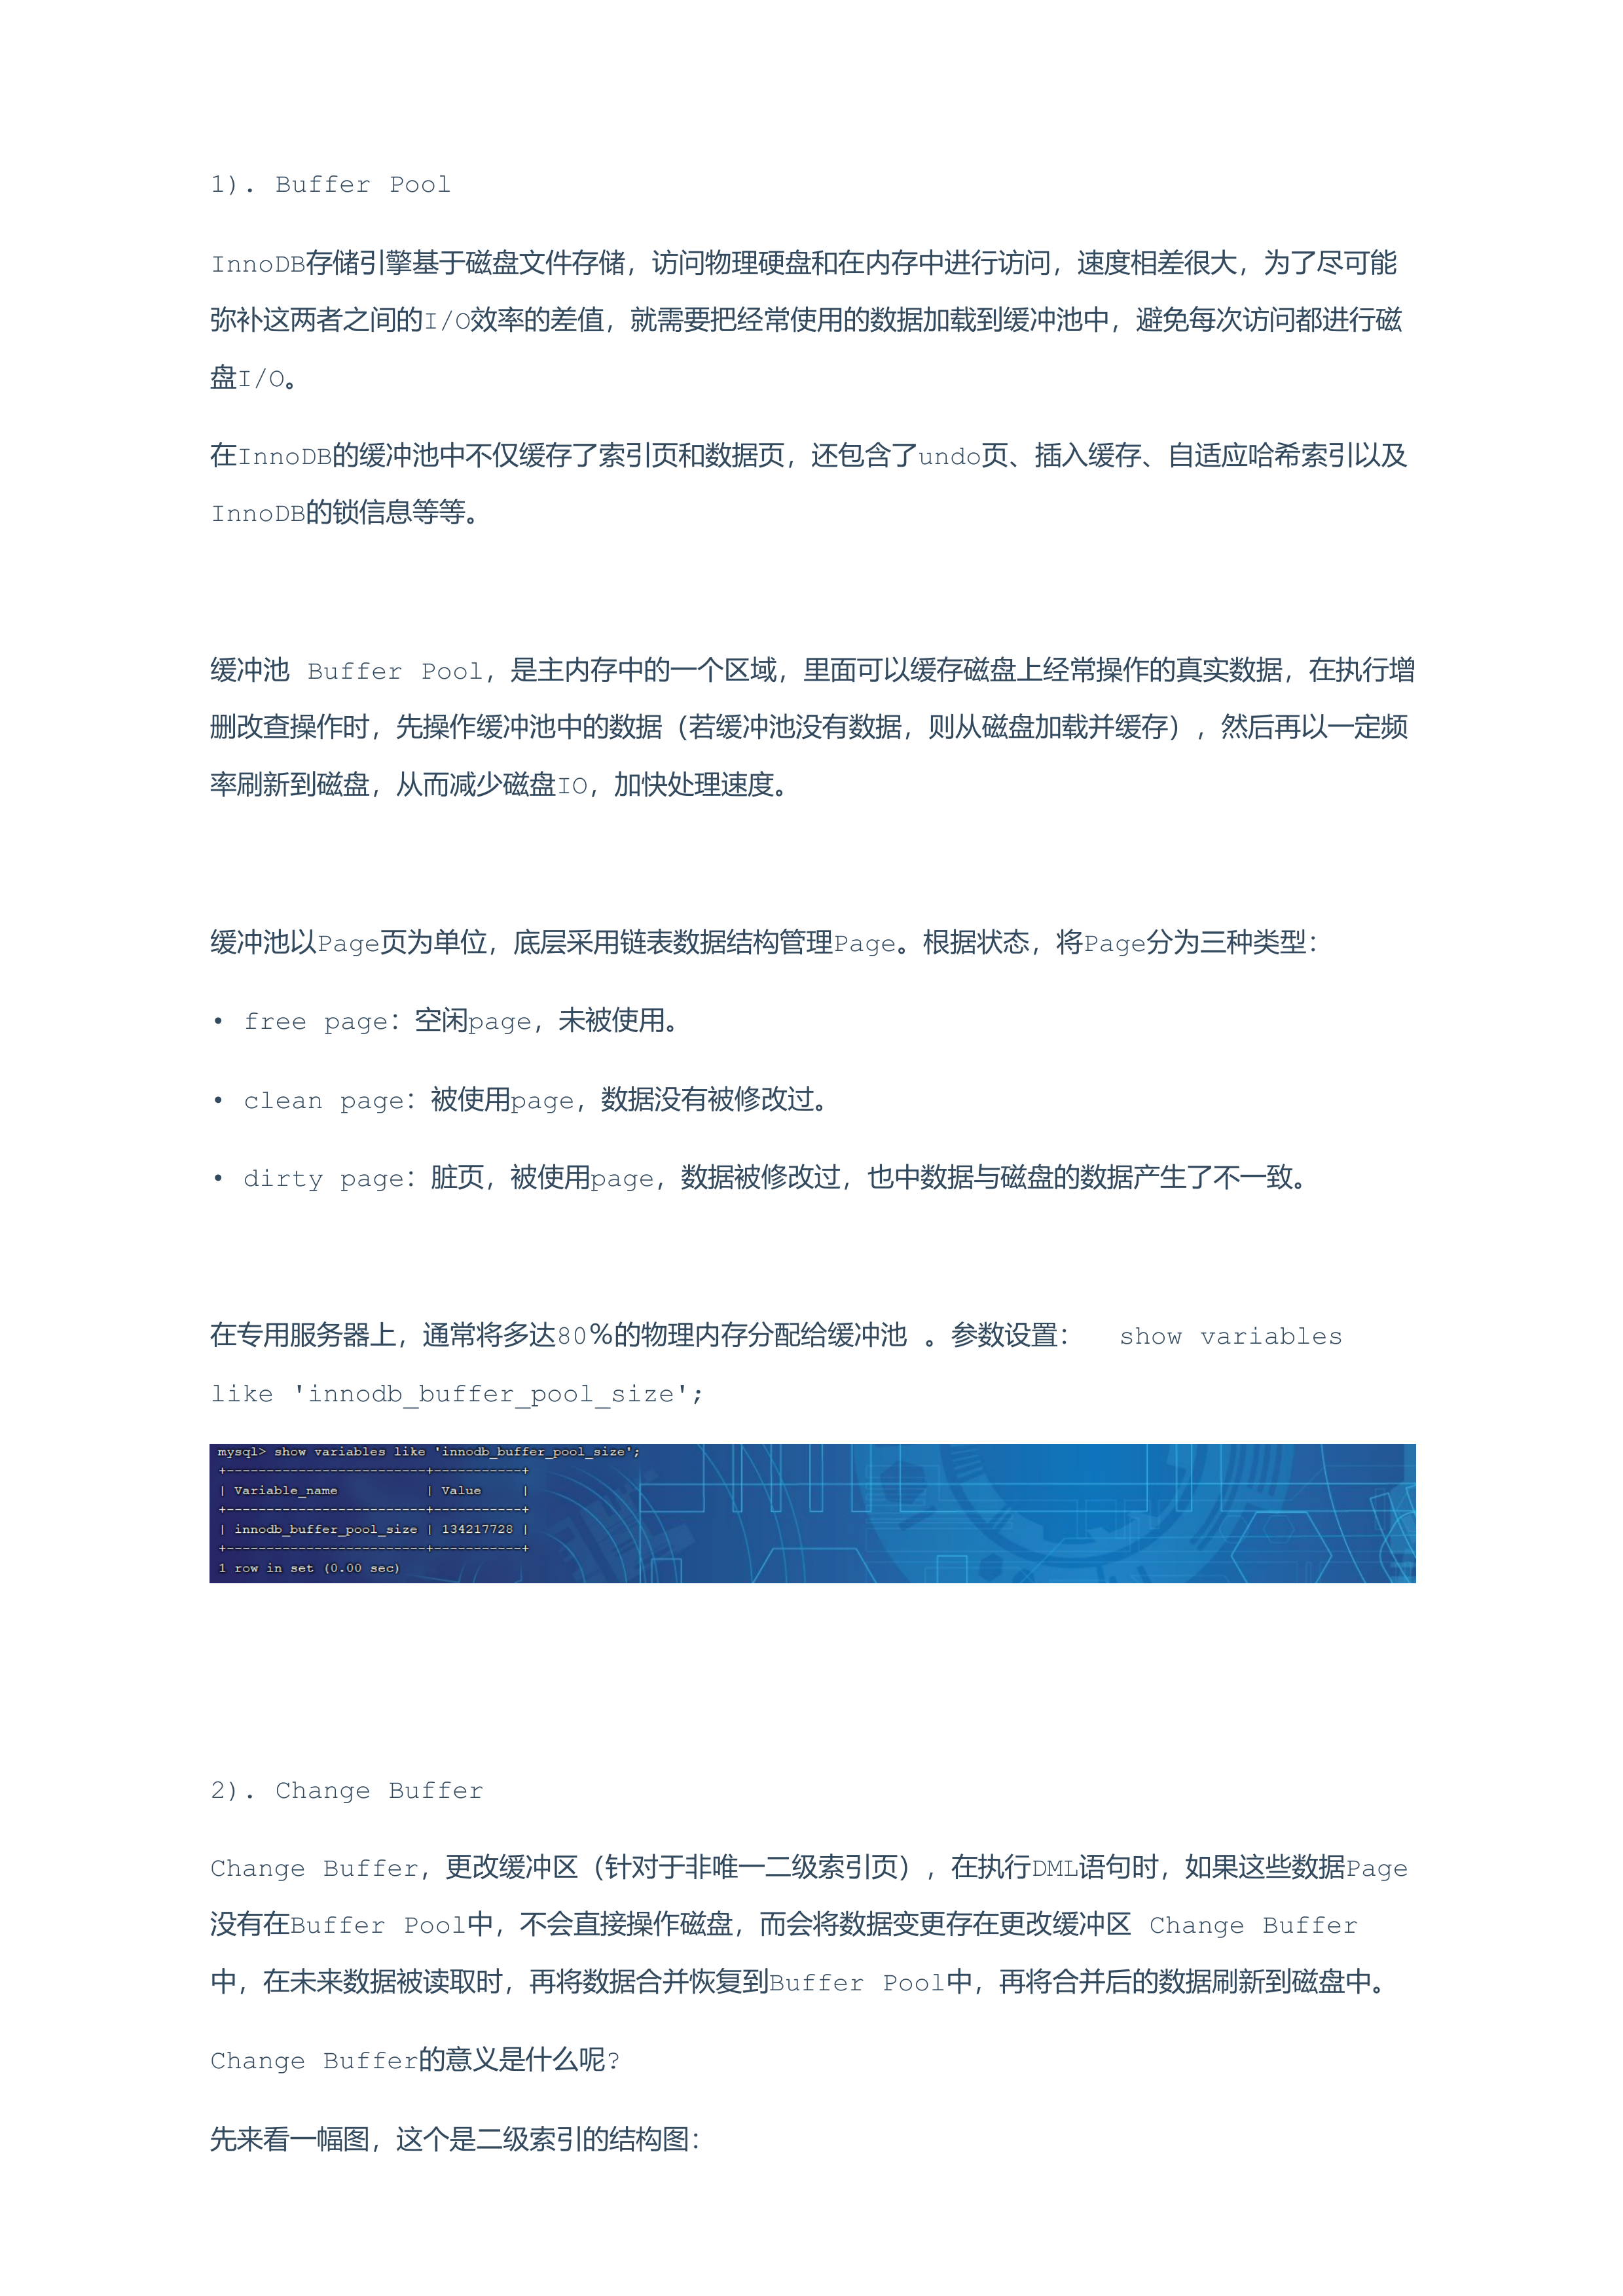 1). Buffer Pool
InnoDB存储引擎基于磁盘文件存储，访问物理硬盘和在内存中进行访问，速度相差很大，为了尽可能
弥补这两者之间的I/O效率的差值，就需要把经常使用的数据加载到缓冲池中，避免每次访问都进行磁
盘I/O。
在InnoDB的缓冲池中不仅缓存了索引页和数据页，还包含了undo页、插入缓存、自适应哈希索引以及
InnoDB的锁信息等等。
缓冲池 Buffer Pool，是主内存中的一个区域，里面可以缓存磁盘上经常操作的真实数据，在执行增
删改查操作时，先操作缓冲池中的数据（若缓冲池没有数据，则从磁盘加载并缓存），然后再以一定频
率刷新到磁盘，从而减少磁盘IO，加快处理速度。
缓冲池以Page页为单位，底层采用链表数据结构管理Page。根据状态，将Page分为三种类型：
• free page：空闲page，未被使用。
• clean page：被使用page，数据没有被修改过。
• dirty page：脏页，被使用page，数据被修改过，也中数据与磁盘的数据产生了不一致。
在专用服务器上，通常将多达80％的物理内存分配给缓冲池 。参数设置： show variables
like 'innodb_buffer_pool_size';
mysql> show variables like 'innodb_buffer_pool_size';
+-------------------------+-----------+
| Variable_name           | Value     |
+-------------------------+-----------+
| innodb_buffer_pool_size | 134217728 |
+-------------------------+-----------+
1 row in set (0.00 sec)
2). Change Buffer
Change Buffer，更改缓冲区（针对于非唯一二级索引页），在执行DML语句时，如果这些数据Page
没有在Buffer Pool中，不会直接操作磁盘，而会将数据变更存在更改缓冲区 Change Buffer
中，在未来数据被读取时，再将数据合并恢复到Buffer Pool中，再将合并后的数据刷新到磁盘中。
Change Buffer的意义是什么呢?
先来看一幅图，这个是二级索引的结构图：